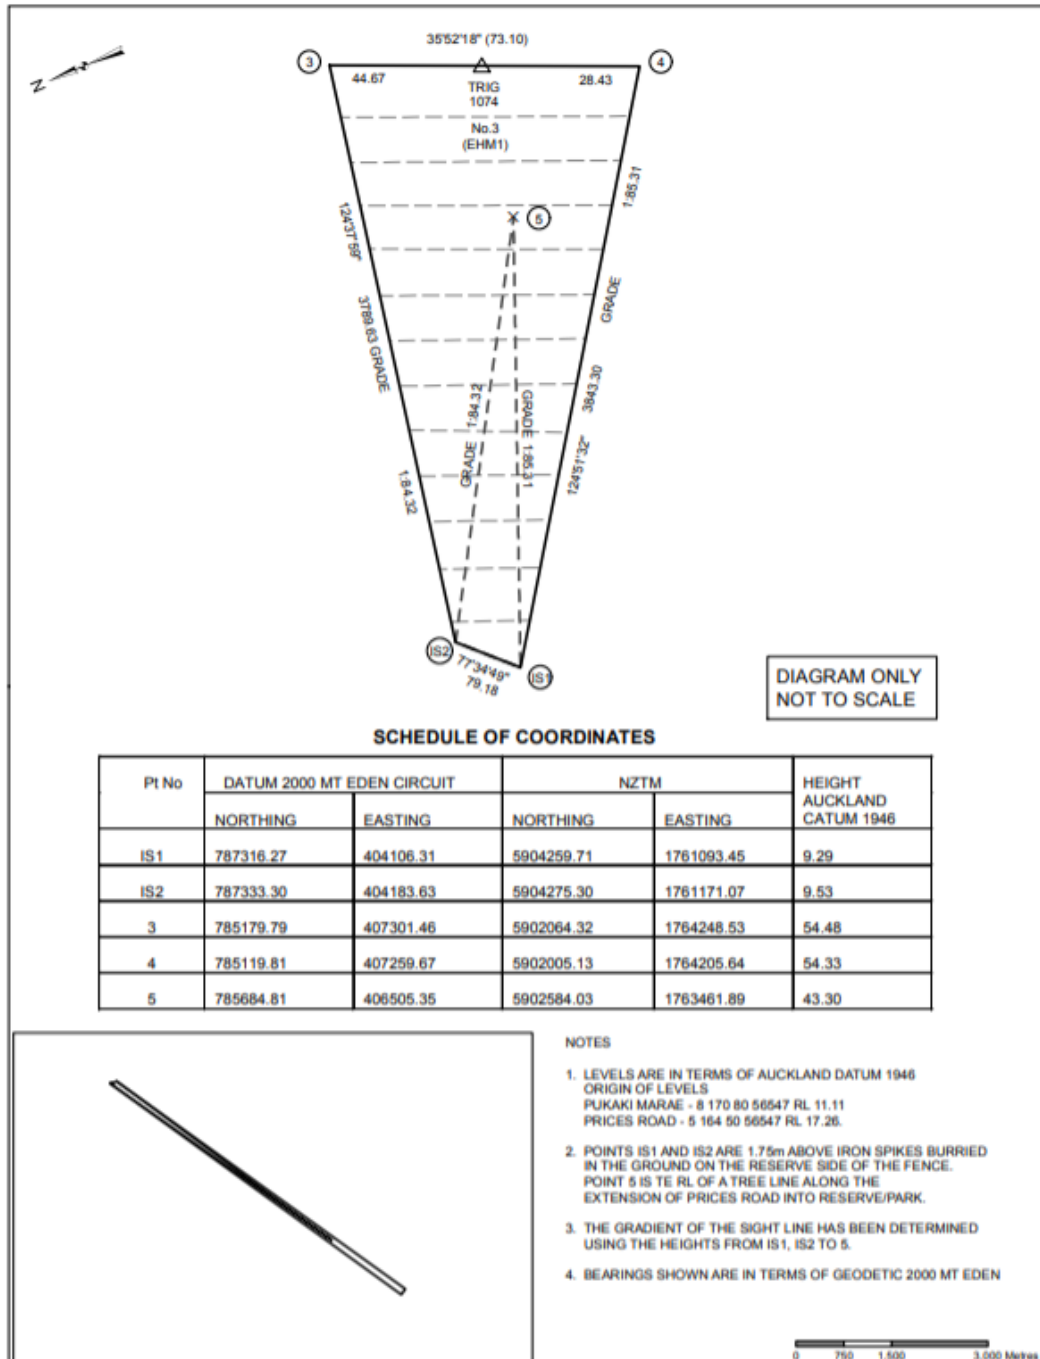 35°52'18" (73.10)
3
4
44.67
28.43
TRIG
1074
No.3
(EHM1)
N
5
1:85.31
124°37'59"
GRADE
3789.63 GRADE
3843.30
GRADE 1:84.32
GRADE 1:85.31
124°51'32"
1:84.32
IS2
77°34'49"
79.18
IS1
DIAGRAM ONLY
NOT TO SCALE
SCHEDULE OF COORDINATES
Pt No DATUM 2000 MT EDEN CIRCUIT NZTM HEIGHT
AUCKLAND
CATUM 1946
NORTHING EASTING NORTHING EASTING
IS1 787316.27 404106.31 5904259.71 1761093.45 9.29
IS2 787333.30 404183.63 5904275.30 1761171.07 9.53
3 785179.79 407301.46 5902064.32 1764248.53 54.48
4 785119.81 407259.67 5902005.13 1764205.64 54.33
5 785684.81 406505.35 5902584.03 1763461.89 43.30
NOTES
1. LEVELS ARE IN TERMS OF AUCKLAND DATUM 1946
ORIGIN OF LEVELS
PUKAKI MARAE - 8 170 80 56547 RL 11.11
PRICES ROAD - 5 164 50 56547 RL 17.26.
2. POINTS IS1 AND IS2 ARE 1.75m ABOVE IRON SPIKES BURRIED
IN THE GROUND ON THE RESERVE SIDE OF THE FENCE.
POINT 5 IS TE RL OF A TREE LINE ALONG THE
EXTENSION OF PRICES ROAD INTO RESERVE/PARK.
3. THE GRADIENT OF THE SIGHT LINE HAS BEEN DETERMINED
USING THE HEIGHTS FROM IS1, IS2 TO 5.
4. BEARINGS SHOWN ARE IN TERMS OF GEODETIC 2000 MT EDEN
0 750 1,500 3,000 Metres